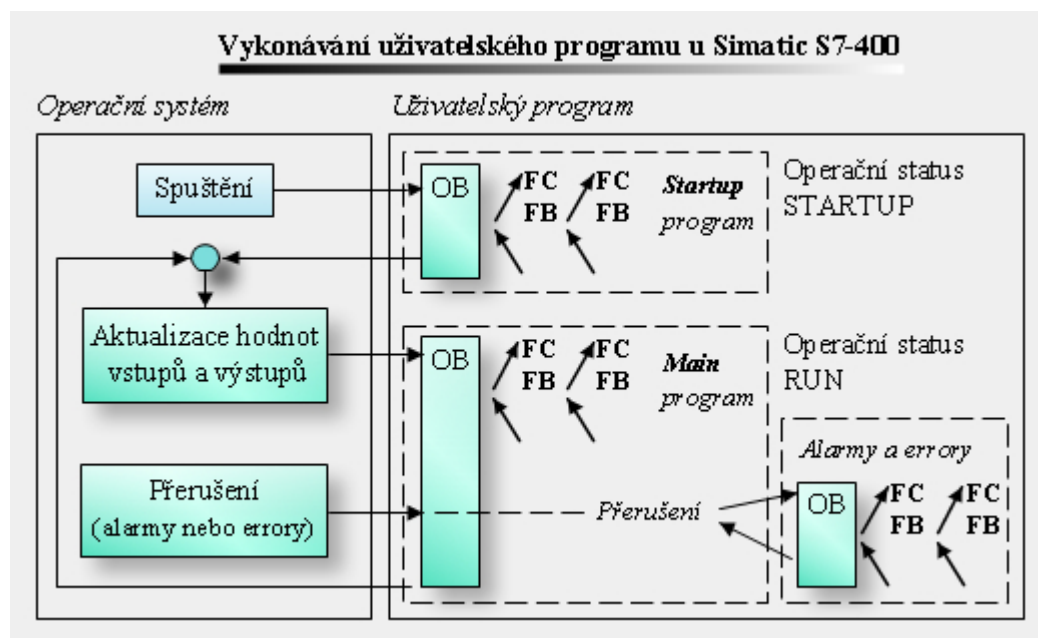 Vykonávání uživatelského programu u Simatic S7-400
Operační systém
Uživatelský program
Spuštění
OB
FC
FB
FC
FB
Startup
program
Operační status
STARTUP
Aktualizace hodnot
vstupů a výstupů
OB
FC
FB
FC
FB
Main
program
Operační status
RUN
Přerušení
(alarmy nebo errory)
Přerušení
Alarmy a errory
OB
FC
FB
FC
FB